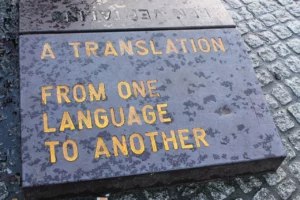 A TRANSLATION
FROM ONE
LANGUAGE
TO ANOTHER